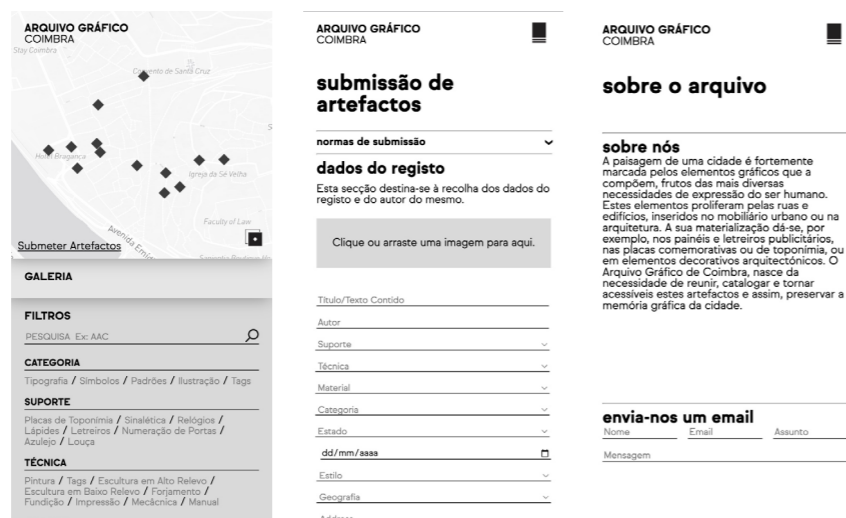 ARQUIVO GRÁFICO
COIMBRA
Stay Coimbra
Convento de Santa Cruz
Hotel Bragança
Igreja da Sé Velha
Faculty of Law
Avenida Emí
Submeter Artefactos
GALERIA
FILTROS
PESQUISA Ex: AAC
CATEGORIA
Tipografia / Símbolos / Padrões / Ilustração / Tags
SUPORTE
Placas de Toponímia / Sinalética / Relógios /
Lápides / Letreiros / Numeração de Portas /
Azulejo / Louça
TÉCNICA
Pintura / Tags / Escultura em Alto Relevo /
Escultura em Baixo Relevo / Forjamento /
Fundição / Impressão / Mecãcnica / Manual
ARQUIVO GRÁFICO
COIMBRA
submissão de
artefactos
normas de submissão
dados do registo
Esta secção destina-se à recolha dos dados do
registo e do autor do mesmo.
Clique ou arraste uma imagem para aqui.
Título/Texto Contido
Autor
Suporte
Técnica
Material
Categoria
Estado
dd/mm/aaaa
Estilo
Geografia
ARQUIVO GRÁFICO
COIMBRA
sobre o arquivo
sobre nós
A paisagem de uma cidade é fortemente
marcada pelos elementos gráficos que a
compõem, frutos das mais diversas
necessidades de expressão do ser humano.
Estes elementos proliferam pelas ruas e
edifícios, inseridos no mobiliário urbano ou na
arquitetura. A sua materialização dá-se, por
exemplo, nos painéis e letreiros publicitários,
nas placas comemorativas ou de toponímia, ou
em elementos decorativos arquitectónicos. O
Arquivo Gráfico de Coimbra, nasce da
necessidade de reunir, catalogar e tornar
acessíveis estes artefactos e assim, preservar a
memória gráfica da cidade.
envia-nos um email
Nome Email Assunto
Mensagem